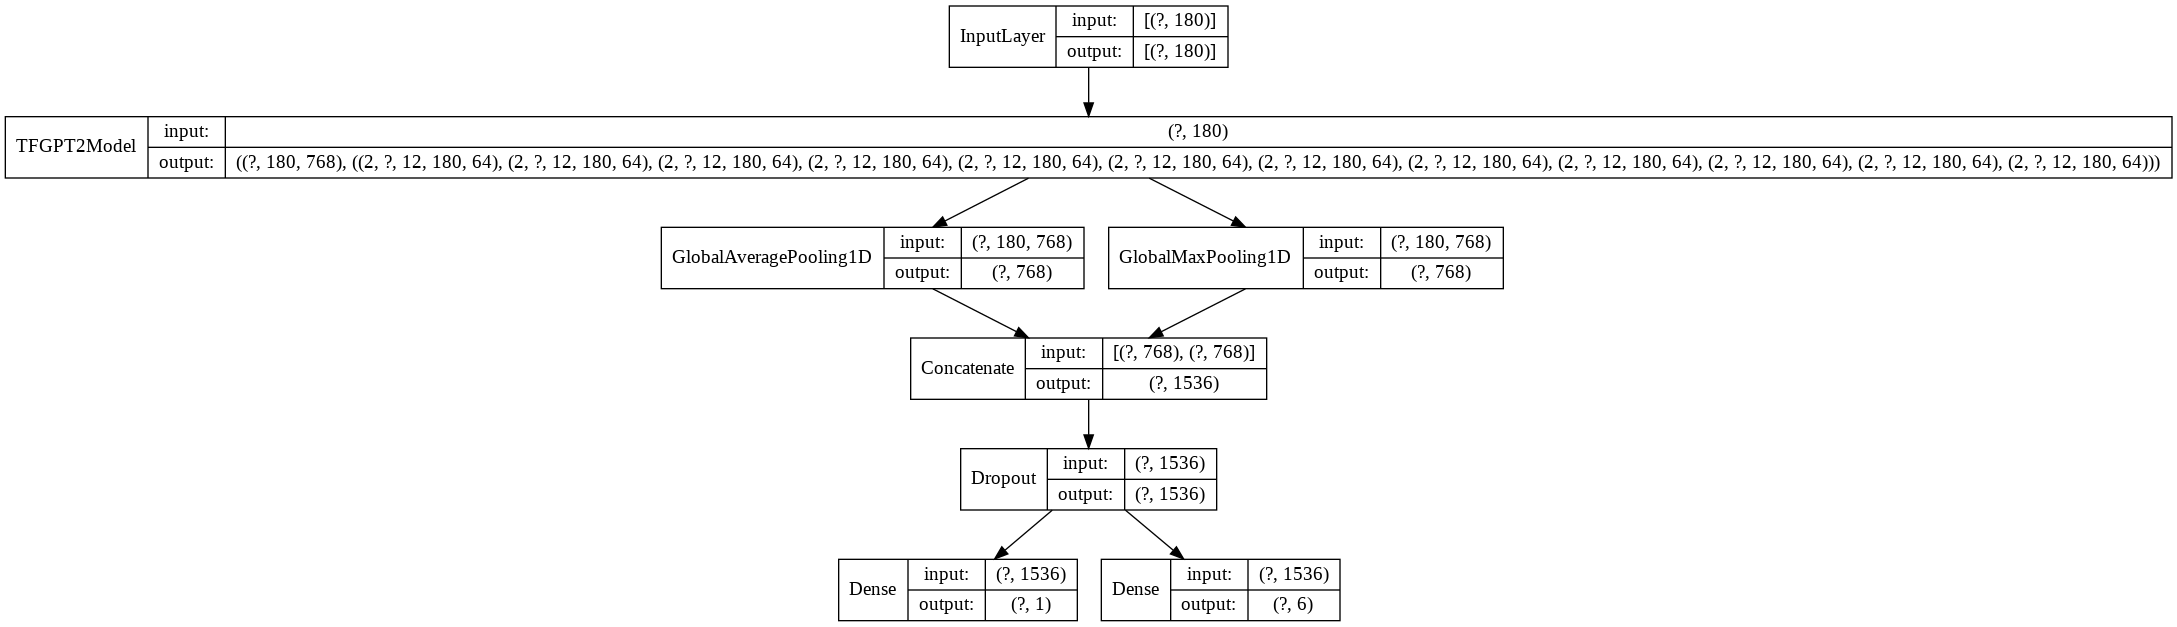 InputLayer input: [(?, 180)]
output: [(?, 180)]
TFGPT2Model input: (?, 180)
output: ((?, 180, 768), ((2, ?, 12, 180, 64), (2, ?, 12, 180, 64), (2, ?, 12, 180, 64), (2, ?, 12, 180, 64), (2, ?, 12, 180, 64), (2, ?, 12, 180, 64), (2, ?, 12, 180, 64), (2, ?, 12, 180, 64), (2, ?, 12, 180, 64), (2, ?, 12, 180, 64), (2, ?, 12, 180, 64), (2, ?, 12, 180, 64)))
GlobalAveragePooling1D input: (?, 180, 768)
output: (?, 768)
GlobalMaxPooling1D input: (?, 180, 768)
output: (?, 768)
Concatenate input: [(?, 768), (?, 768)]
output: (?, 1536)
Dropout input: (?, 1536)
output: (?, 1536)
Dense input: (?, 1536)
output: (?, 1)
Dense input: (?, 1536)
output: (?, 6)